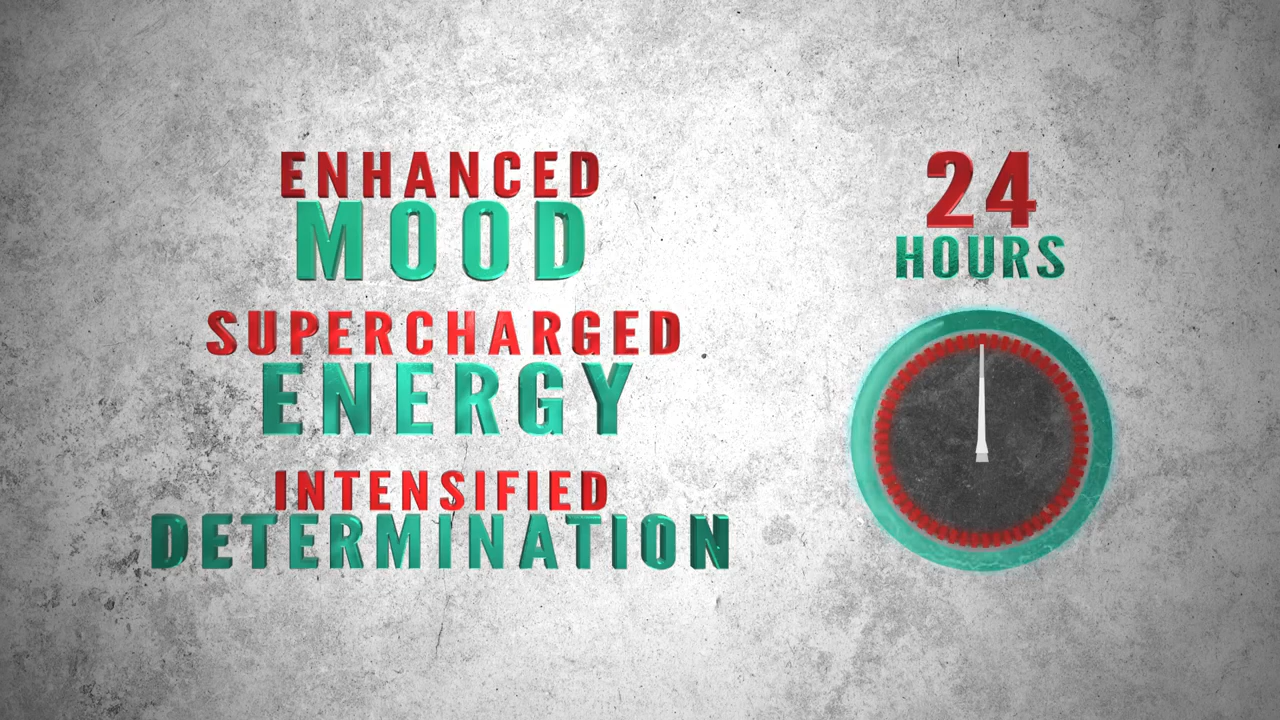 ENHANCED
MOOD
SUPERCHARGED
ENERGY
INTENSIFIED
DETERMINATION
24
HOURS